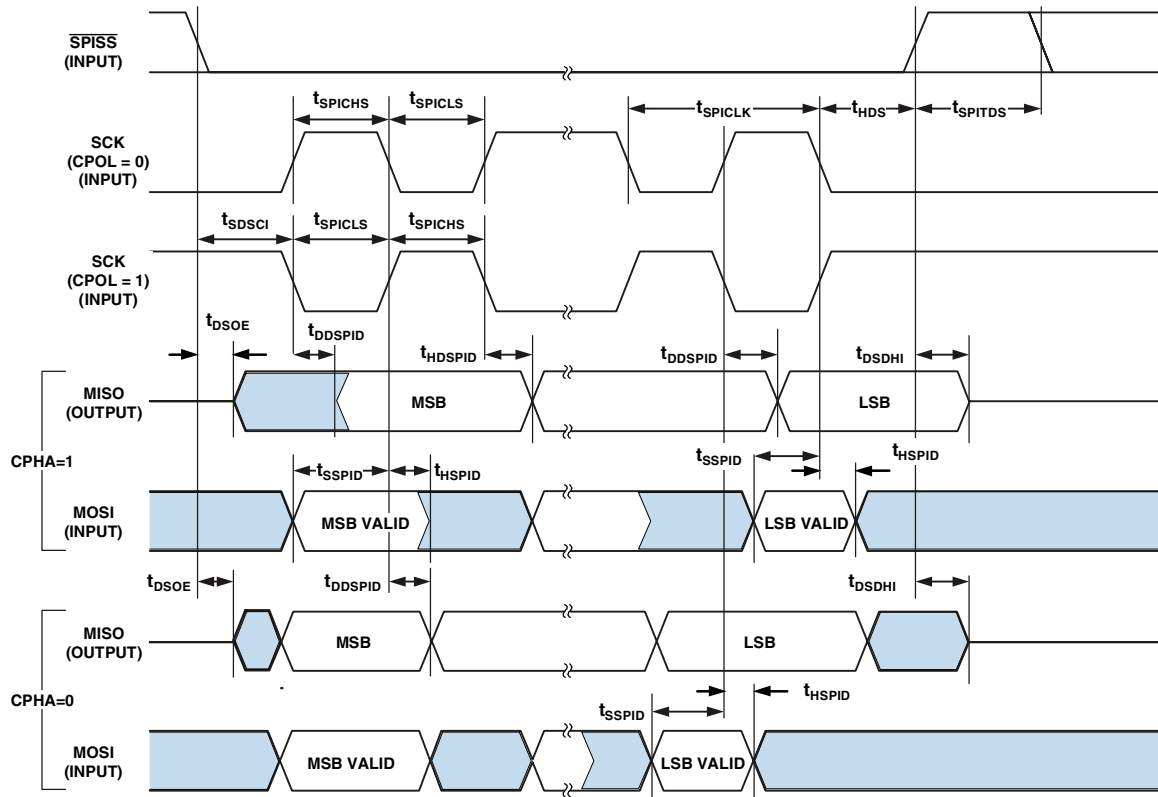 SPISS
(INPUT)
tSPICHS
tSPICLS
tSPICLK
tHDS
tSPITDS
SCK
(CPOL = 0)
(INPUT)
tSDSCI
tSPICLS
tSPICHS
SCK
(CPOL = 1)
(INPUT)
tDSOE
tDDSPID
tHDSPID
tDDSPID
tDSDHI
MISO
(OUTPUT)
MSB
LSB
CPHA=1
tSSPID
tHSPID
tSSPID
tHSPID
MOSI
(INPUT)
MSB VALID
LSB VALID
tDSOE
tDDSPID
tDSDHI
MISO
(OUTPUT)
MSB
LSB
CPHA=0
tSSPID
tHSPID
MOSI
(INPUT)
MSB VALID
LSB VALID